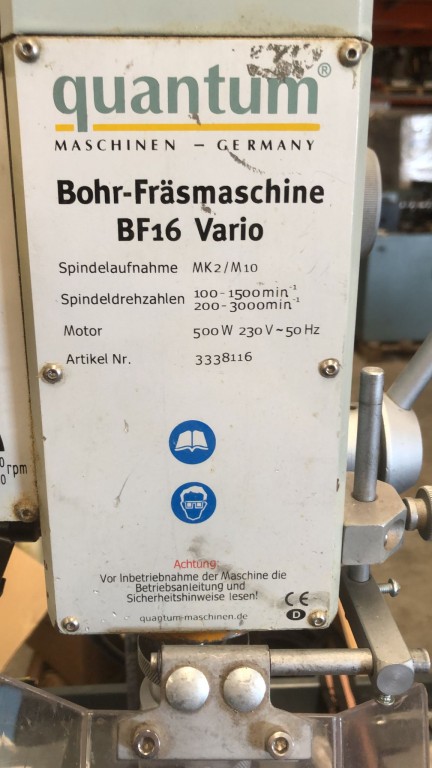 quantum®
MASCHINEN – GERMANY
Bohr-Fräsmaschine
BF16 Vario
Spindelaufnahme MK2/M10
Spindeldrehzahlen 100-1500min⁻¹
200-3000min⁻¹
Motor 500W 230V~50Hz
Artikel Nr. 3338116
rpm
Achtung:
Vor Inbetriebnahme der Maschine die
Betriebsanleitung und
Sicherheitshinweise lesen!
CE
D
quantum-maschinen.de